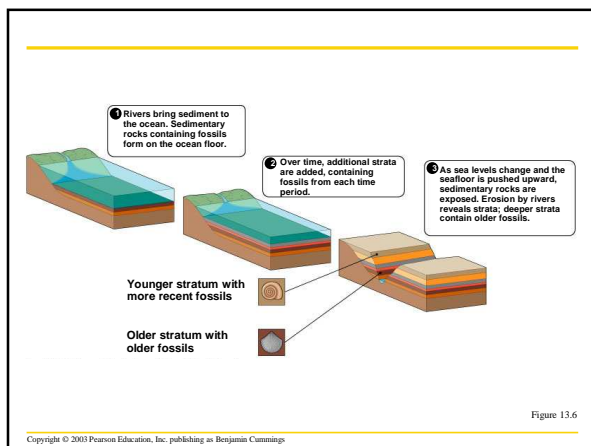 1 Rivers bring sediment to
the ocean. Sedimentary
rocks containing fossils
form on the ocean floor.
2 Over time, additional strata
are added, containing
fossils from each time
period.
3 As sea levels change and the
seafloor is pushed upward,
sedimentary rocks are
exposed. Erosion by rivers
reveals strata; deeper strata
contain older fossils.
Younger stratum with
more recent fossils
Older stratum with
older fossils
Figure 13.6
Copyright © 2003 Pearson Education, Inc. publishing as Benjamin Cummings